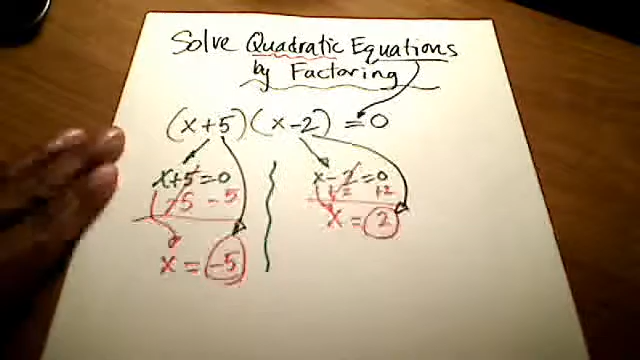 Solve Quadratic Equations
by Factoring
(x+5)(x-2)=0
x+5=0
-5 -5
x = -5
x-2=0
+2 +2
x = 2